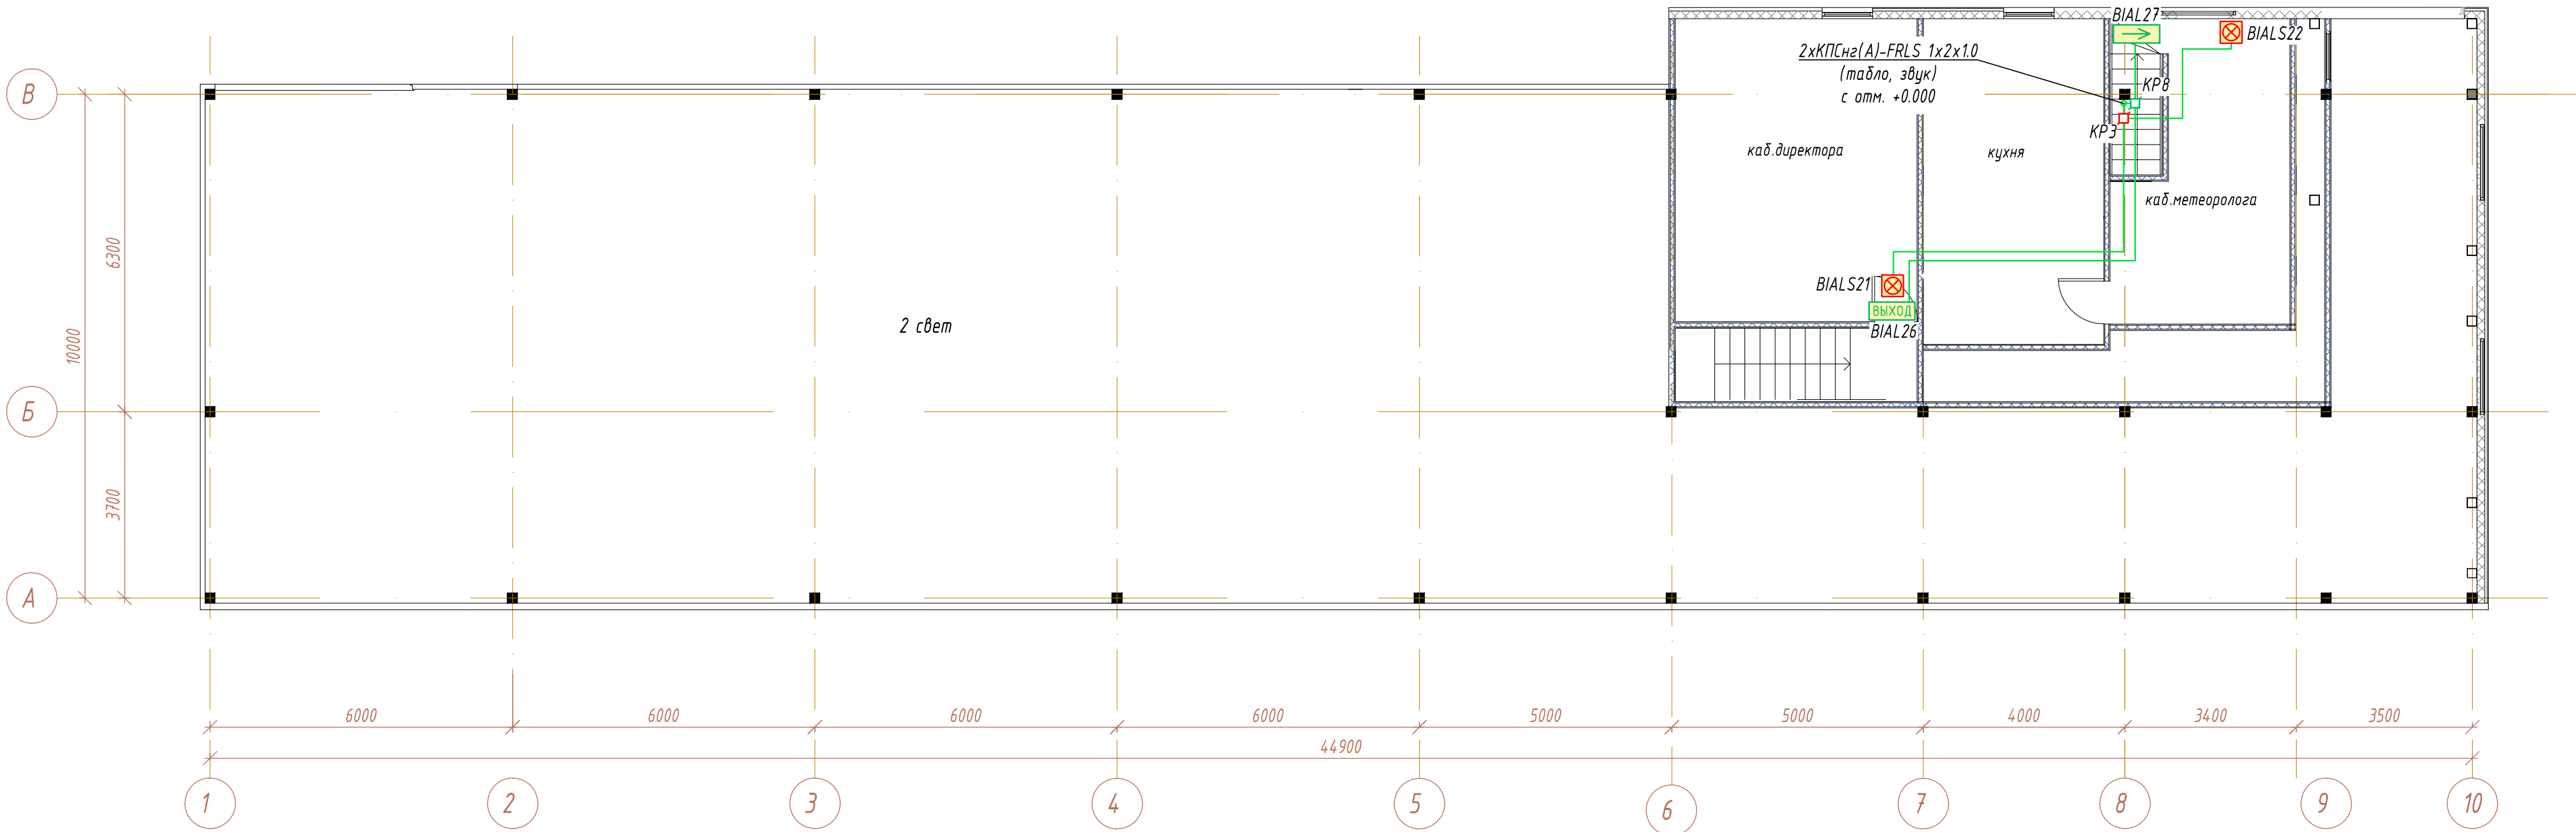 BIAL27
BIALS22
2хКПСнг(А)-FRLS 1х2х1.0
(табло, звук)
с отм. +0.000
КР8
КР3
каб.директора
кухня
каб.метеоролога
BIALS21
ВЫХОД
BIAL26
2 свет
В
Б
А
6300
10000
3700
6000
6000
6000
6000
5000
5000
4000
3400
3500
44900
1
2
3
4
5
6
7
8
9
10